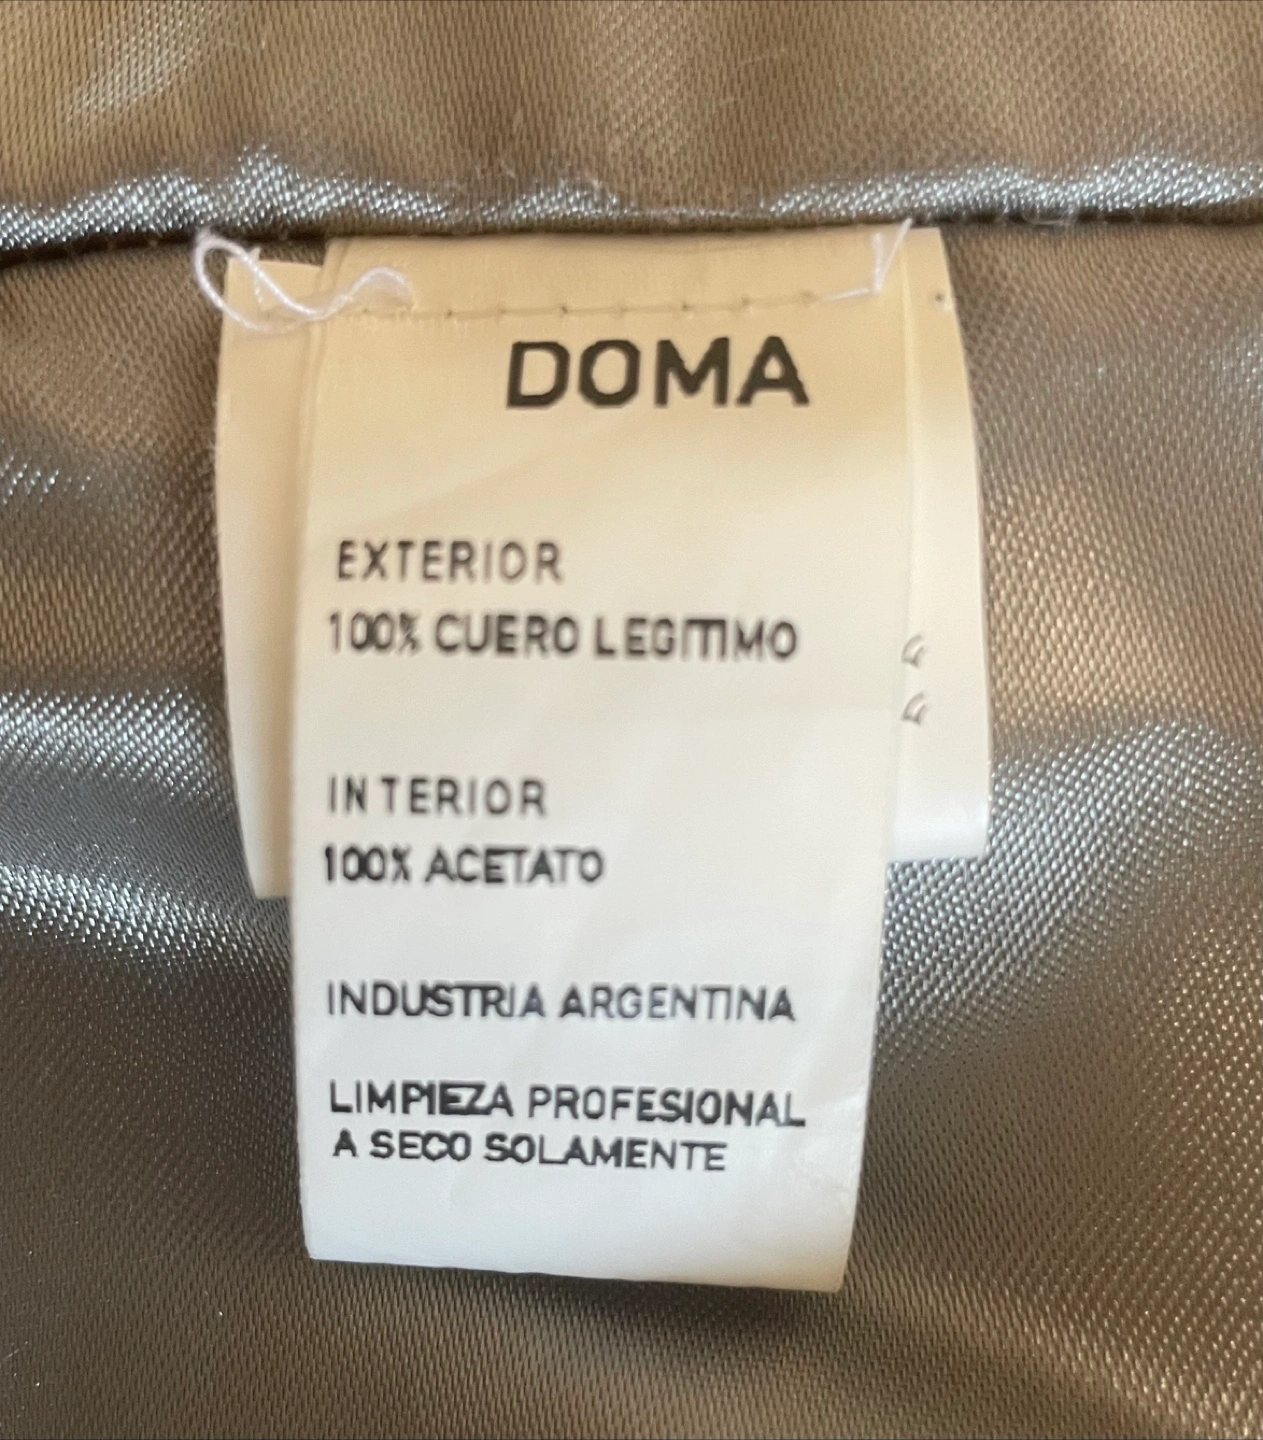 DOMA
EXTERIOR
100% CUERO LEGITIMO
INTERIOR
100% ACETATO
INDUSTRIA ARGENTINA
LIMPIEZA PROFESIONAL
A SECO SOLAMENTE